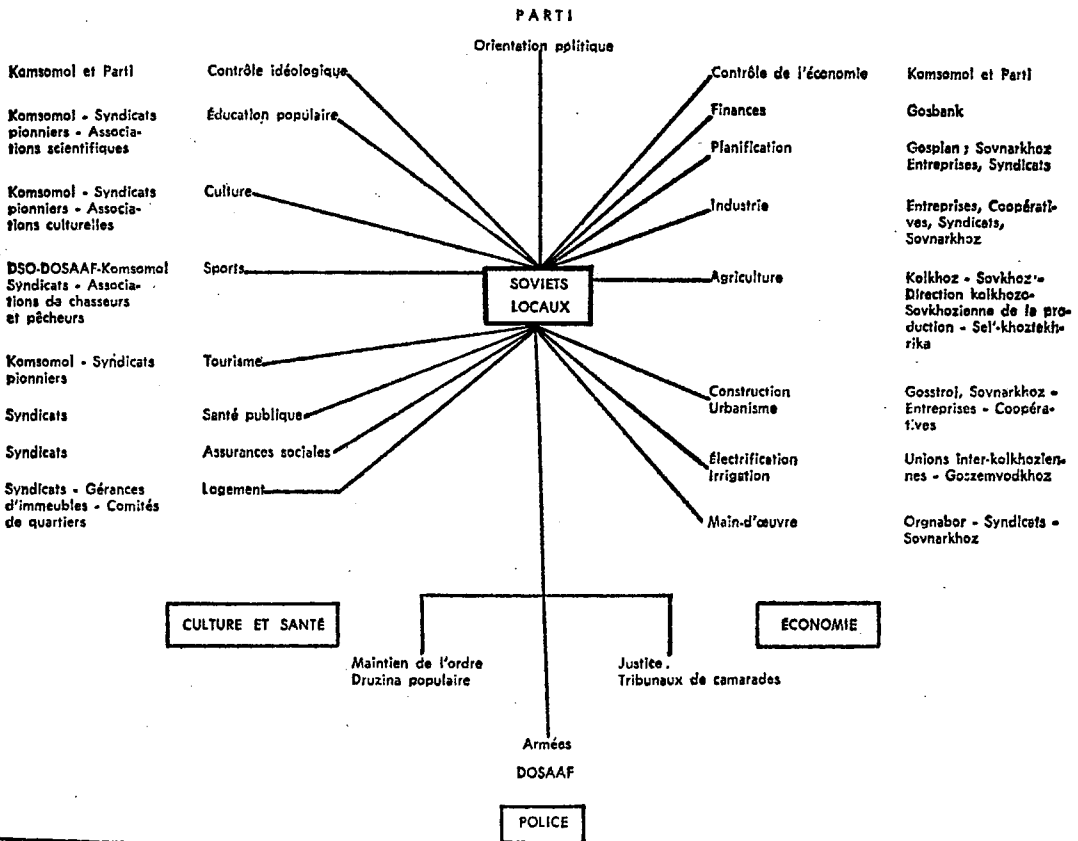 PARTI
Orientation politique
Komsomol et Parti
Contrôle idéologique
Contrôle de l'économie
Komsomol et Parti
Komsomol - Syndicats
pionniers - Associa-
tions scientifiques
Éducation populaire
Finances
Gosbank
Planification
Gosplan ; Sovnarkhoz
Entreprises, Syndicats
Komsomol - Syndicats
pionniers - Associa-
tions culturelles
Culture
Industrie
Entreprises, Coopérati-
ves, Syndicats,
Sovnarkhoz
DSO-DOSAAF-Komsomol
Syndicats - Associa-
tions de chasseurs
et pêcheurs
Sports
SOVIETS
LOCAUX
Agriculture
Kolkhoz - Sovkhoz -
Direction kolkhozo-
Sovkhozienne de la pro-
duction - Sel'-khoztekh-
rika
Komsomol - Syndicats
pionniers
Tourisme
Construction
Urbanisme
Gosstroj, Sovnarkhoz -
Entreprises - Coopéra-
tives
Syndicats
Santé publique
Syndicats
Assurances sociales
Électrification
Irrigation
Unions inter-kolkhozien-
nes - Goszemvodkhoz
Syndicats - Gérances
d'immeubles - Comités
de quartiers
Logement
Main-d'œuvre
Orgnabor - Syndicats -
Sovnarkhoz
CULTURE ET SANTÉ
ÉCONOMIE
Maintien de l'ordre
Druzina populaire
Justice.
Tribunaux de camarades
Armées
DOSAAF
POLICE